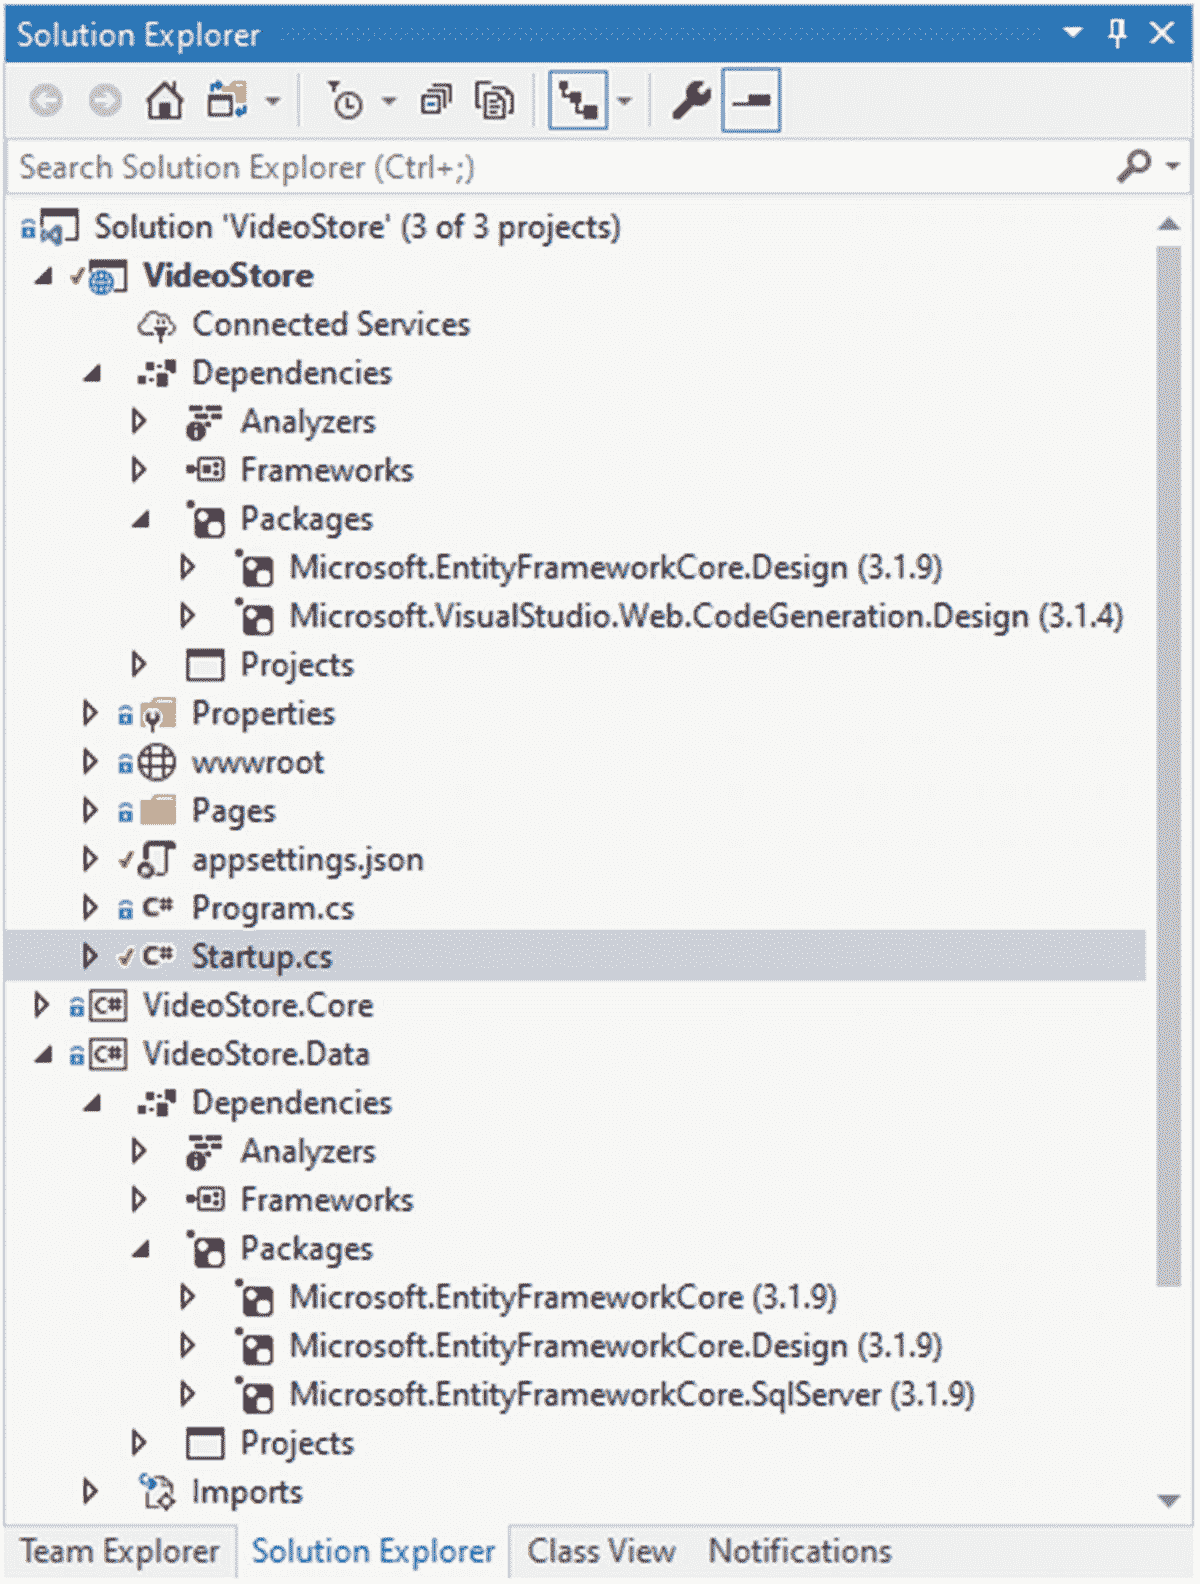 Solution Explorer
Search Solution Explorer (Ctrl+;)
Solution 'VideoStore' (3 of 3 projects)
VideoStore
Connected Services
Dependencies
Analyzers
Frameworks
Packages
Microsoft.EntityFrameworkCore.Design (3.1.9)
Microsoft.VisualStudio.Web.CodeGeneration.Design (3.1.4)
Projects
Properties
wwwroot
Pages
appsettings.json
C# Program.cs
C# Startup.cs
C# VideoStore.Core
C# VideoStore.Data
Dependencies
Analyzers
Frameworks
Packages
Microsoft.EntityFrameworkCore (3.1.9)
Microsoft.EntityFrameworkCore.Design (3.1.9)
Microsoft.EntityFrameworkCore.SqlServer (3.1.9)
Projects
Imports
Team Explorer Solution Explorer Class View Notifications